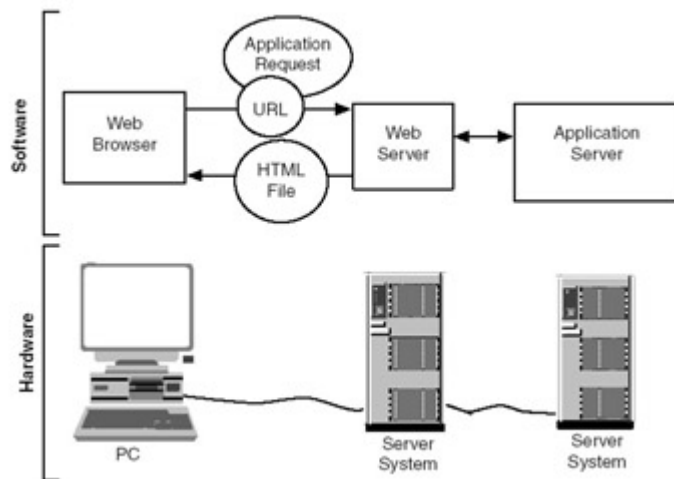 Software
Application
Request
URL
Web
Browser
Web
Server
Application
Server
HTML
File
Hardware
PC
Server
System
Server
System